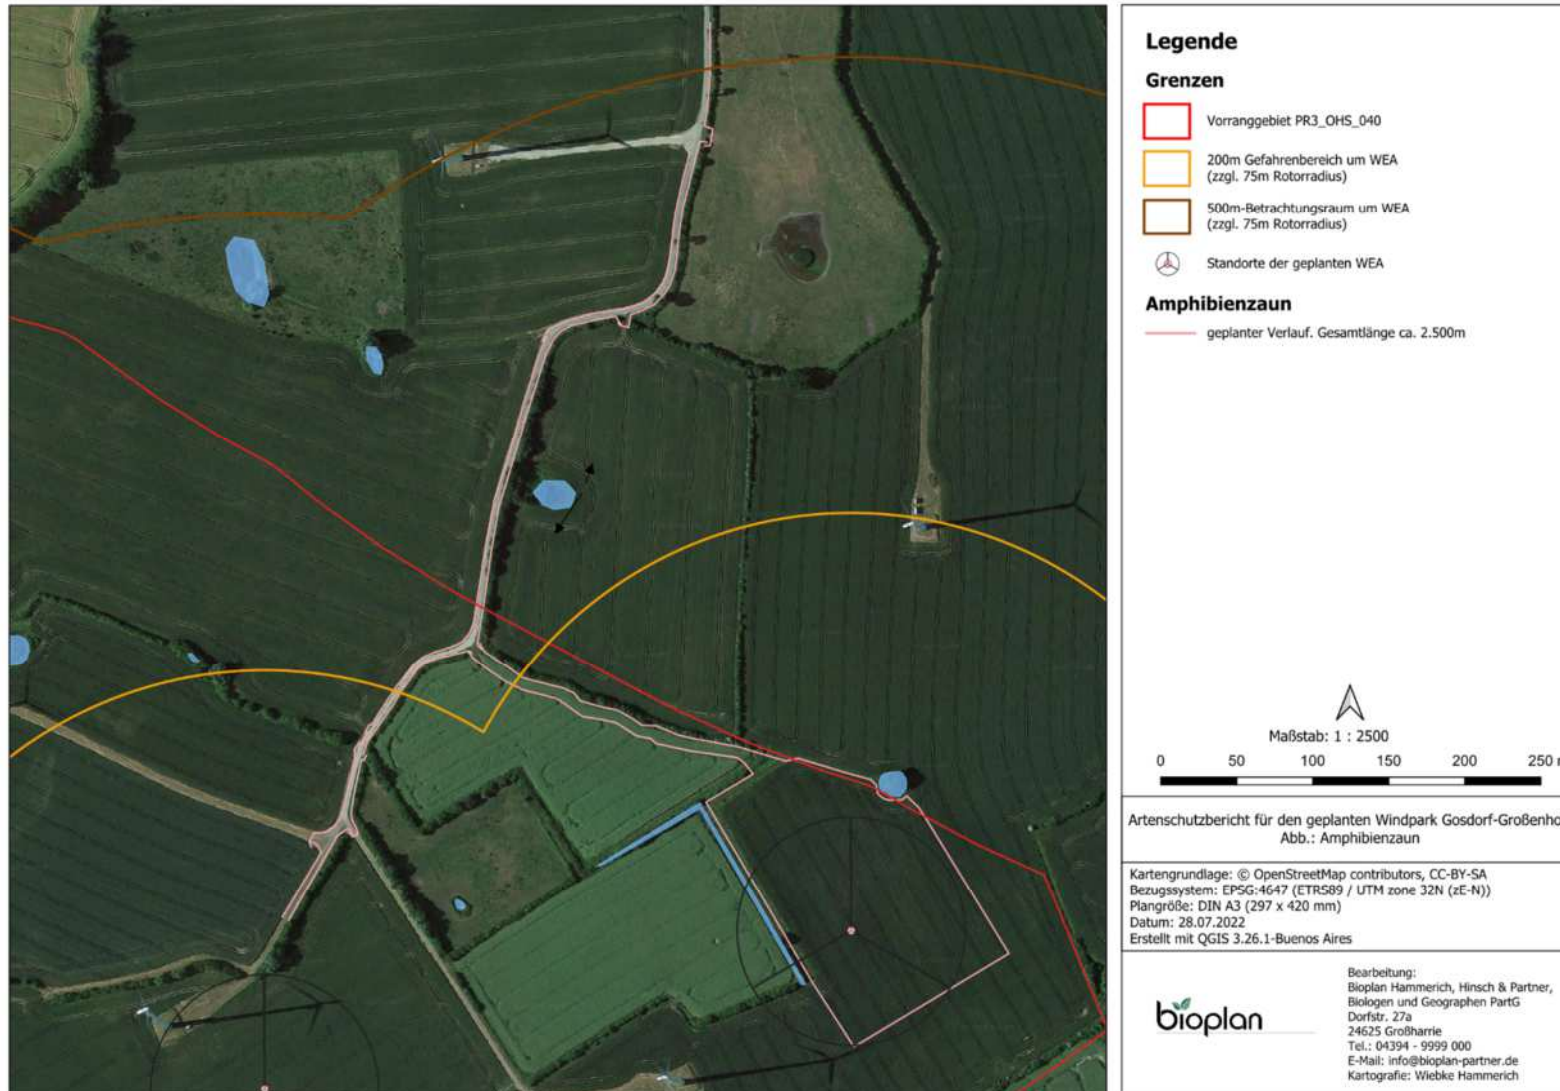 Legende
Grenzen
Vorranggebiet PR3_OHS_040
200m Gefahrenbereich um WEA
(zzgl. 75m Rotorradius)
500m-Betrachtungsraum um WEA
(zzgl. 75m Rotorradius)
Standorte der geplanten WEA
Amphibienzaun
geplanter Verlauf. Gesamtlänge ca. 2.500m
Maßstab: 1 : 2500
0 50 100 150 200 250 m
Artenschutzbericht für den geplanten Windpark Gosdorf-Großenho
Abb.: Amphibienzaun
Kartengrundlage: © OpenStreetMap contributors, CC-BY-SA
Bezugssystem: EPSG:4647 (ETRS89 / UTM zone 32N (zE-N))
Plangröße: DIN A3 (297 x 420 mm)
Datum: 28.07.2022
Erstellt mit QGIS 3.26.1-Buenos Aires
bioplan
Bearbeitung:
Bioplan Hammerich, Hinsch & Partner,
Biologen und Geographen PartG
Dorfstr. 27a
24625 Großharrie
Tel.: 04394 - 9999 000
E-Mail: info@bioplan-partner.de
Kartografie: Wiebke Hammerich